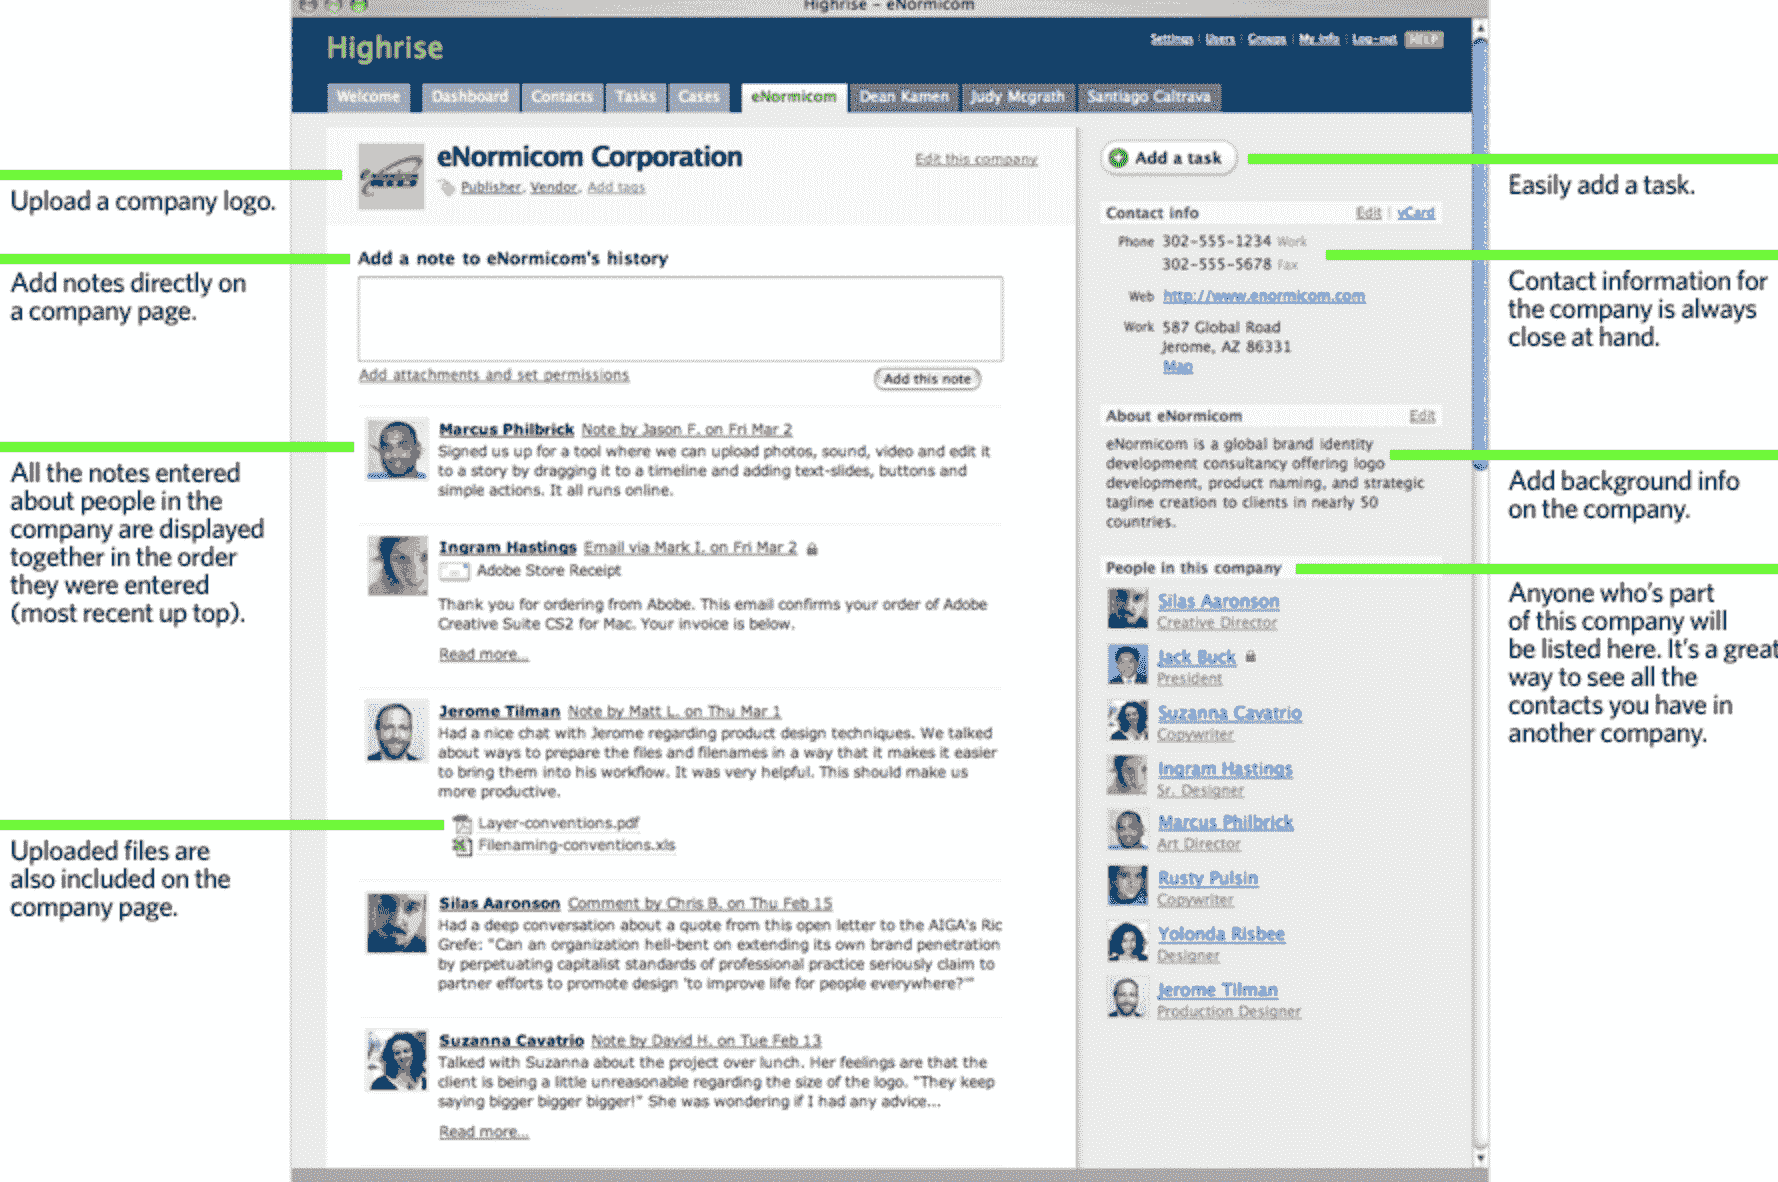 Highrise – eNormicom
Highrise
Settings | Users | Groups | My info | Log-out HELP
Welcome Dashboard Contacts Tasks Cases eNormicom Dean Kamen Judy Mcgrath Santiago Caltrava
Upload a company logo.
Add notes directly on
a company page.
All the notes entered
about people in the
company are displayed
together in the order
they were entered
(most recent up top).
Uploaded files are
also included on the
company page.
eNormicom Corporation
Edit this company
Publisher, Vendor, Add tags
Add a note to eNormicom's history
Add attachments and set permissions
Add this note
Marcus Philbrick Note by Jason F. on Fri Mar 2
Signed us up for a tool where we can upload photos, sound, video and edit it
to a story by dragging it to a timeline and adding text-slides, buttons and
simple actions. It all runs online.
Ingram Hastings Email via Mark I. on Fri Mar 2
Adobe Store Receipt
Thank you for ordering from Abobe. This email confirms your order of Adobe
Creative Suite CS2 for Mac. Your invoice is below.
Read more...
Jerome Tilman Note by Matt L. on Thu Mar 1
Had a nice chat with Jerome regarding product design techniques. We talked
about ways to prepare the files and filenames in a way that it makes it easier
to bring them into his workflow. It was very helpful. This should make us
more productive.
Layer-conventions.pdf
Filenaming-conventions.xls
Silas Aaronson Comment by Chris B. on Thu Feb 15
Had a deep conversation about a quote from this open letter to the AIGA's Ric
Grefe: "Can an organization hell-bent on extending its own brand penetration
by perpetuating capitalist standards of professional practice seriously claim to
partner efforts to promote design 'to improve life for people everywhere?'"
Suzanna Cavatrio Note by David H. on Tue Feb 13
Talked with Suzanna about the project over lunch. Her feelings are that the
client is being a little unreasonable regarding the size of the logo. "They keep
saying bigger bigger bigger!" She was wondering if I had any advice...
Read more...
Add a task
Contact info Edit | vCard
Phone 302-555-1234 Work
302-555-5678 Fax
Web http://www.enormicom.com
Work 587 Global Road
Jerome, AZ 86331
Map
About eNormicom Edit
eNormicom is a global brand identity
development consultancy offering logo
development, product naming, and strategic
tagline creation to clients in nearly 50
countries.
People in this company
Silas Aaronson
Creative Director
Jack Buck
President
Suzanna Cavatrio
Copywriter
Ingram Hastings
Sr. Designer
Marcus Philbrick
Art Director
Rusty Pulsin
Copywriter
Yolonda Risbee
Designer
Jerome Tilman
Production Designer
Easily add a task.
Contact information for
the company is always
close at hand.
Add background info
on the company.
Anyone who's part
of this company will
be listed here. It's a great
way to see all the
contacts you have in
another company.